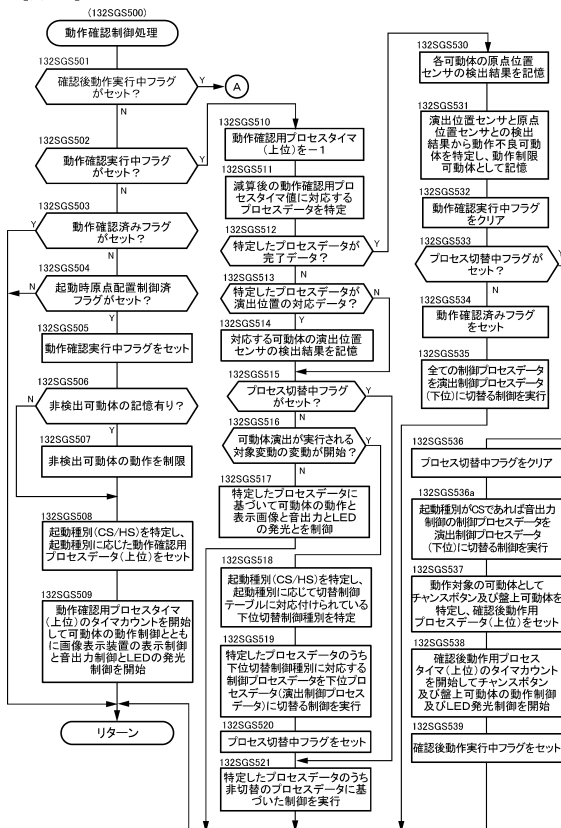 (132SGS500)
動作確認制御処理
132SGS501
確認後動作実行中フラグ
がセット？
Y
A
N
132SGS502
動作確認実行中フラグ
がセット？
Y
N
132SGS503
動作確認済みフラグ
がセット？
Y
N
132SGS504
起動時原点配置制御済
フラグがセット？
N
Y
132SGS505
動作確認実行中フラグをセット
132SGS506
非検出可動体の記憶有り？
N
Y
132SGS507
非検出可動体の動作を制限
132SGS508
起動種別(CS/HS)を特定し、
起動種別に応じた動作確認用
プロセスデータ(上位)をセット
132SGS509
動作確認用プロセスタイマ
(上位)のタイマカウントを開始
して可動体の動作制御ととも
に画像表示装置の表示制御
と音出力制御とLEDの発光
制御を開始
リターン
132SGS510
動作確認用プロセスタイマ
(上位)を－1
132SGS511
減算後の動作確認用プロ
セスタイマ値に対応する
プロセスデータを特定
132SGS512
特定したプロセスデータが
完了データ？
Y
N
132SGS513
特定したプロセスデータが
演出位置の対応データ？
N
Y
132SGS514
対応する可動体の演出位置
センサの検出結果を記憶
132SGS515
プロセス切替中フラグ
がセット？
Y
N
132SGS516
可動体演出が実行される
対象変動の変動が開始？
Y
N
132SGS517
特定したプロセスデータに
基づいて可動体の動作と
表示画像と音出力とLED
の発光とを制御
132SGS518
起動種別(CS/HS)を特定し、
起動種別に応じて切替制御
テーブルに対応付けられている
下位切替制御種別を特定
132SGS519
特定したプロセスデータのうち
下位切替制御種別に対応する
制御プロセスデータを下位プロ
セスデータ(演出制御プロセス
データ)に切替る制御を実行
132SGS520
プロセス切替中フラグをセット
132SGS521
特定したプロセスデータのうち
非切替のプロセスデータに基
づいた制御を実行
132SGS530
各可動体の原点位置
センサの検出結果を記憶
132SGS531
演出位置センサと原点
位置センサとの検出
結果から動作不良可動
体を特定し、動作制限
可動体として記憶
132SGS532
動作確認実行中フラグ
をクリア
132SGS533
プロセス切替中フラグが
セット？
Y
N
132SGS534
動作確認済みフラグ
をセット
132SGS535
全ての制御プロセスデー
タを演出制御プロセスデータ
(下位)に切替る制御を実行
132SGS536
プロセス切替中フラグをクリア
132SGS536a
起動種別がCSであれば音出力
制御の制御プロセスデータを
演出制御プロセスデータ
(下位)に切替る制御を実行
132SGS537
動作対象の可動体として
チャンスボタン及び盤上可動体を
特定し、確認後動作用
プロセスデータ(上位)をセット
132SGS538
確認後動作用プロセス
タイマ(上位)のタイマカウント
を開始してチャンスボタン
及び盤上可動体の動作制御
及びLED発光制御を開始
132SGS539
確認後動作実行中フラグをセット